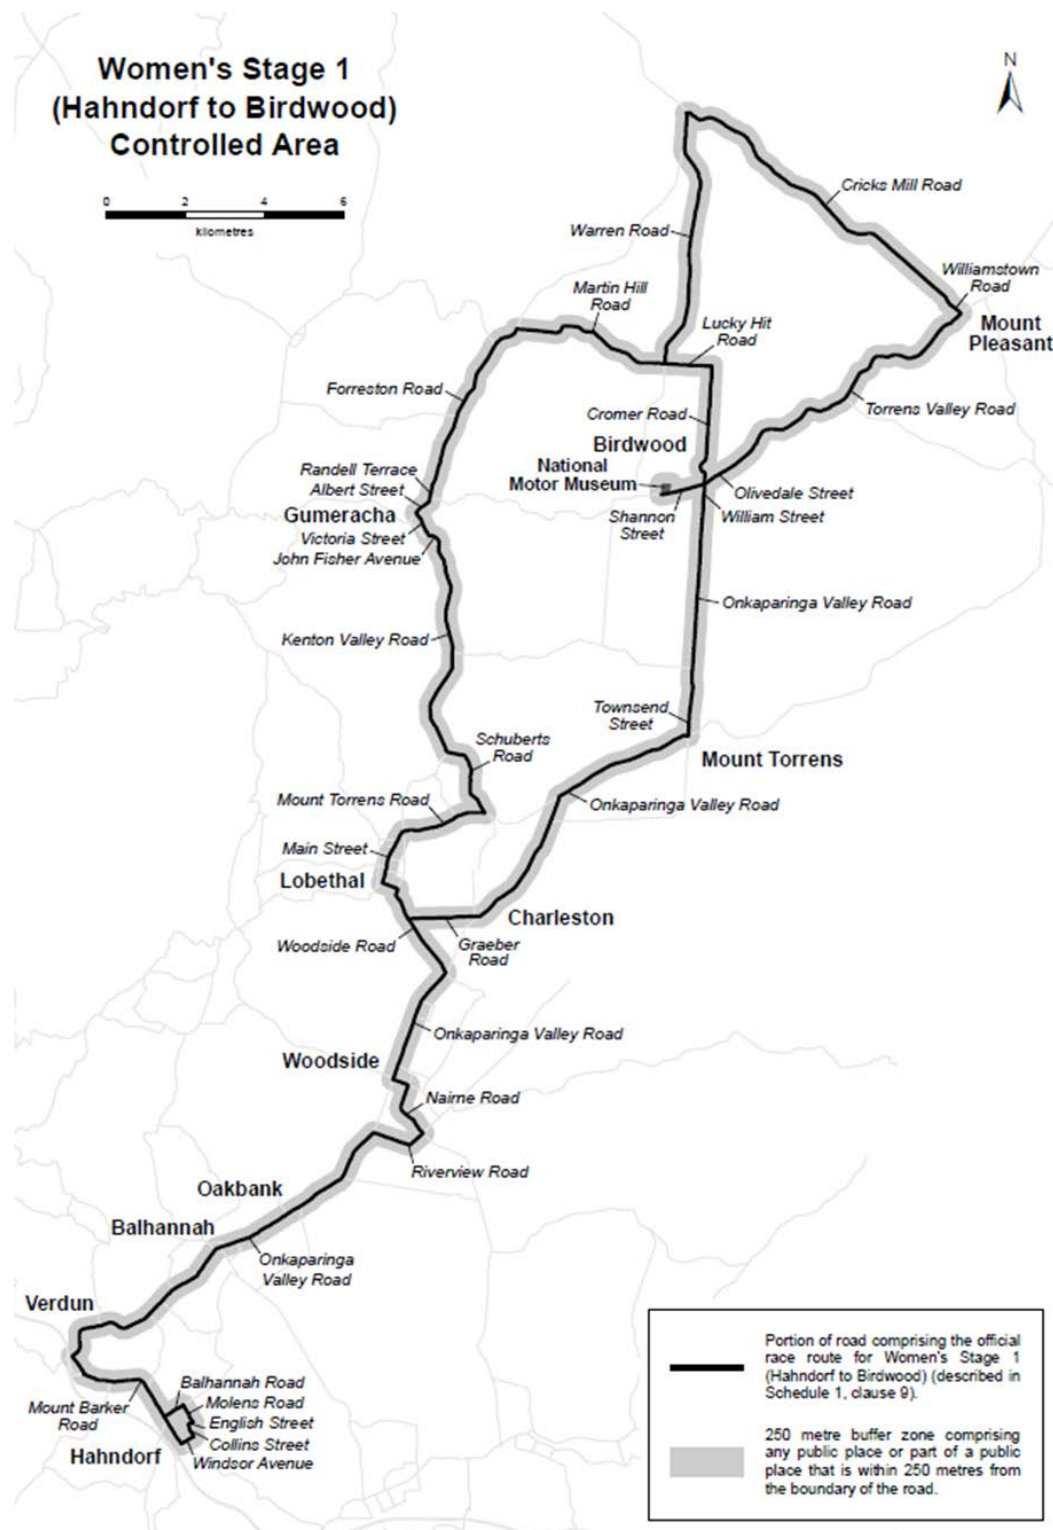 Women's Stage 1
(Hahndorf to Birdwood)
Controlled Area
N
0 2 4 6
kilometres
Cricks Mill Road
Warren Road
Williamstown
Road
Martin Hill
Road
Mount
Pleasant
Lucky Hit
Road
Forreston Road
Torrens Valley Road
Cromer Road
Birdwood
National
Motor Museum
Randell Terrace
Albert Street
Olivedale Street
Gumeracha
Shannon
Street
William Street
Victoria Street
John Fisher Avenue
Onkaparinga Valley Road
Kenton Valley Road
Townsend
Street
Schuberts
Road
Mount Torrens
Mount Torrens Road
Onkaparinga Valley Road
Main Street
Lobethal
Charleston
Woodside Road
Graeber
Road
Onkaparinga Valley Road
Woodside
Nairne Road
Riverview Road
Oakbank
Balhannah
Onkaparinga
Valley Road
Verdun
Balhannah Road
Mount Barker
Road
Molens Road
English Street
Collins Street
Hahndorf
Windsor Avenue
Portion of road comprising the official
race route for Women's Stage 1
(Hahndorf to Birdwood) (described in
Schedule 1, clause 9).
250 metre buffer zone comprising
any public place or part of a public
place that is within 250 metres from
the boundary of the road.